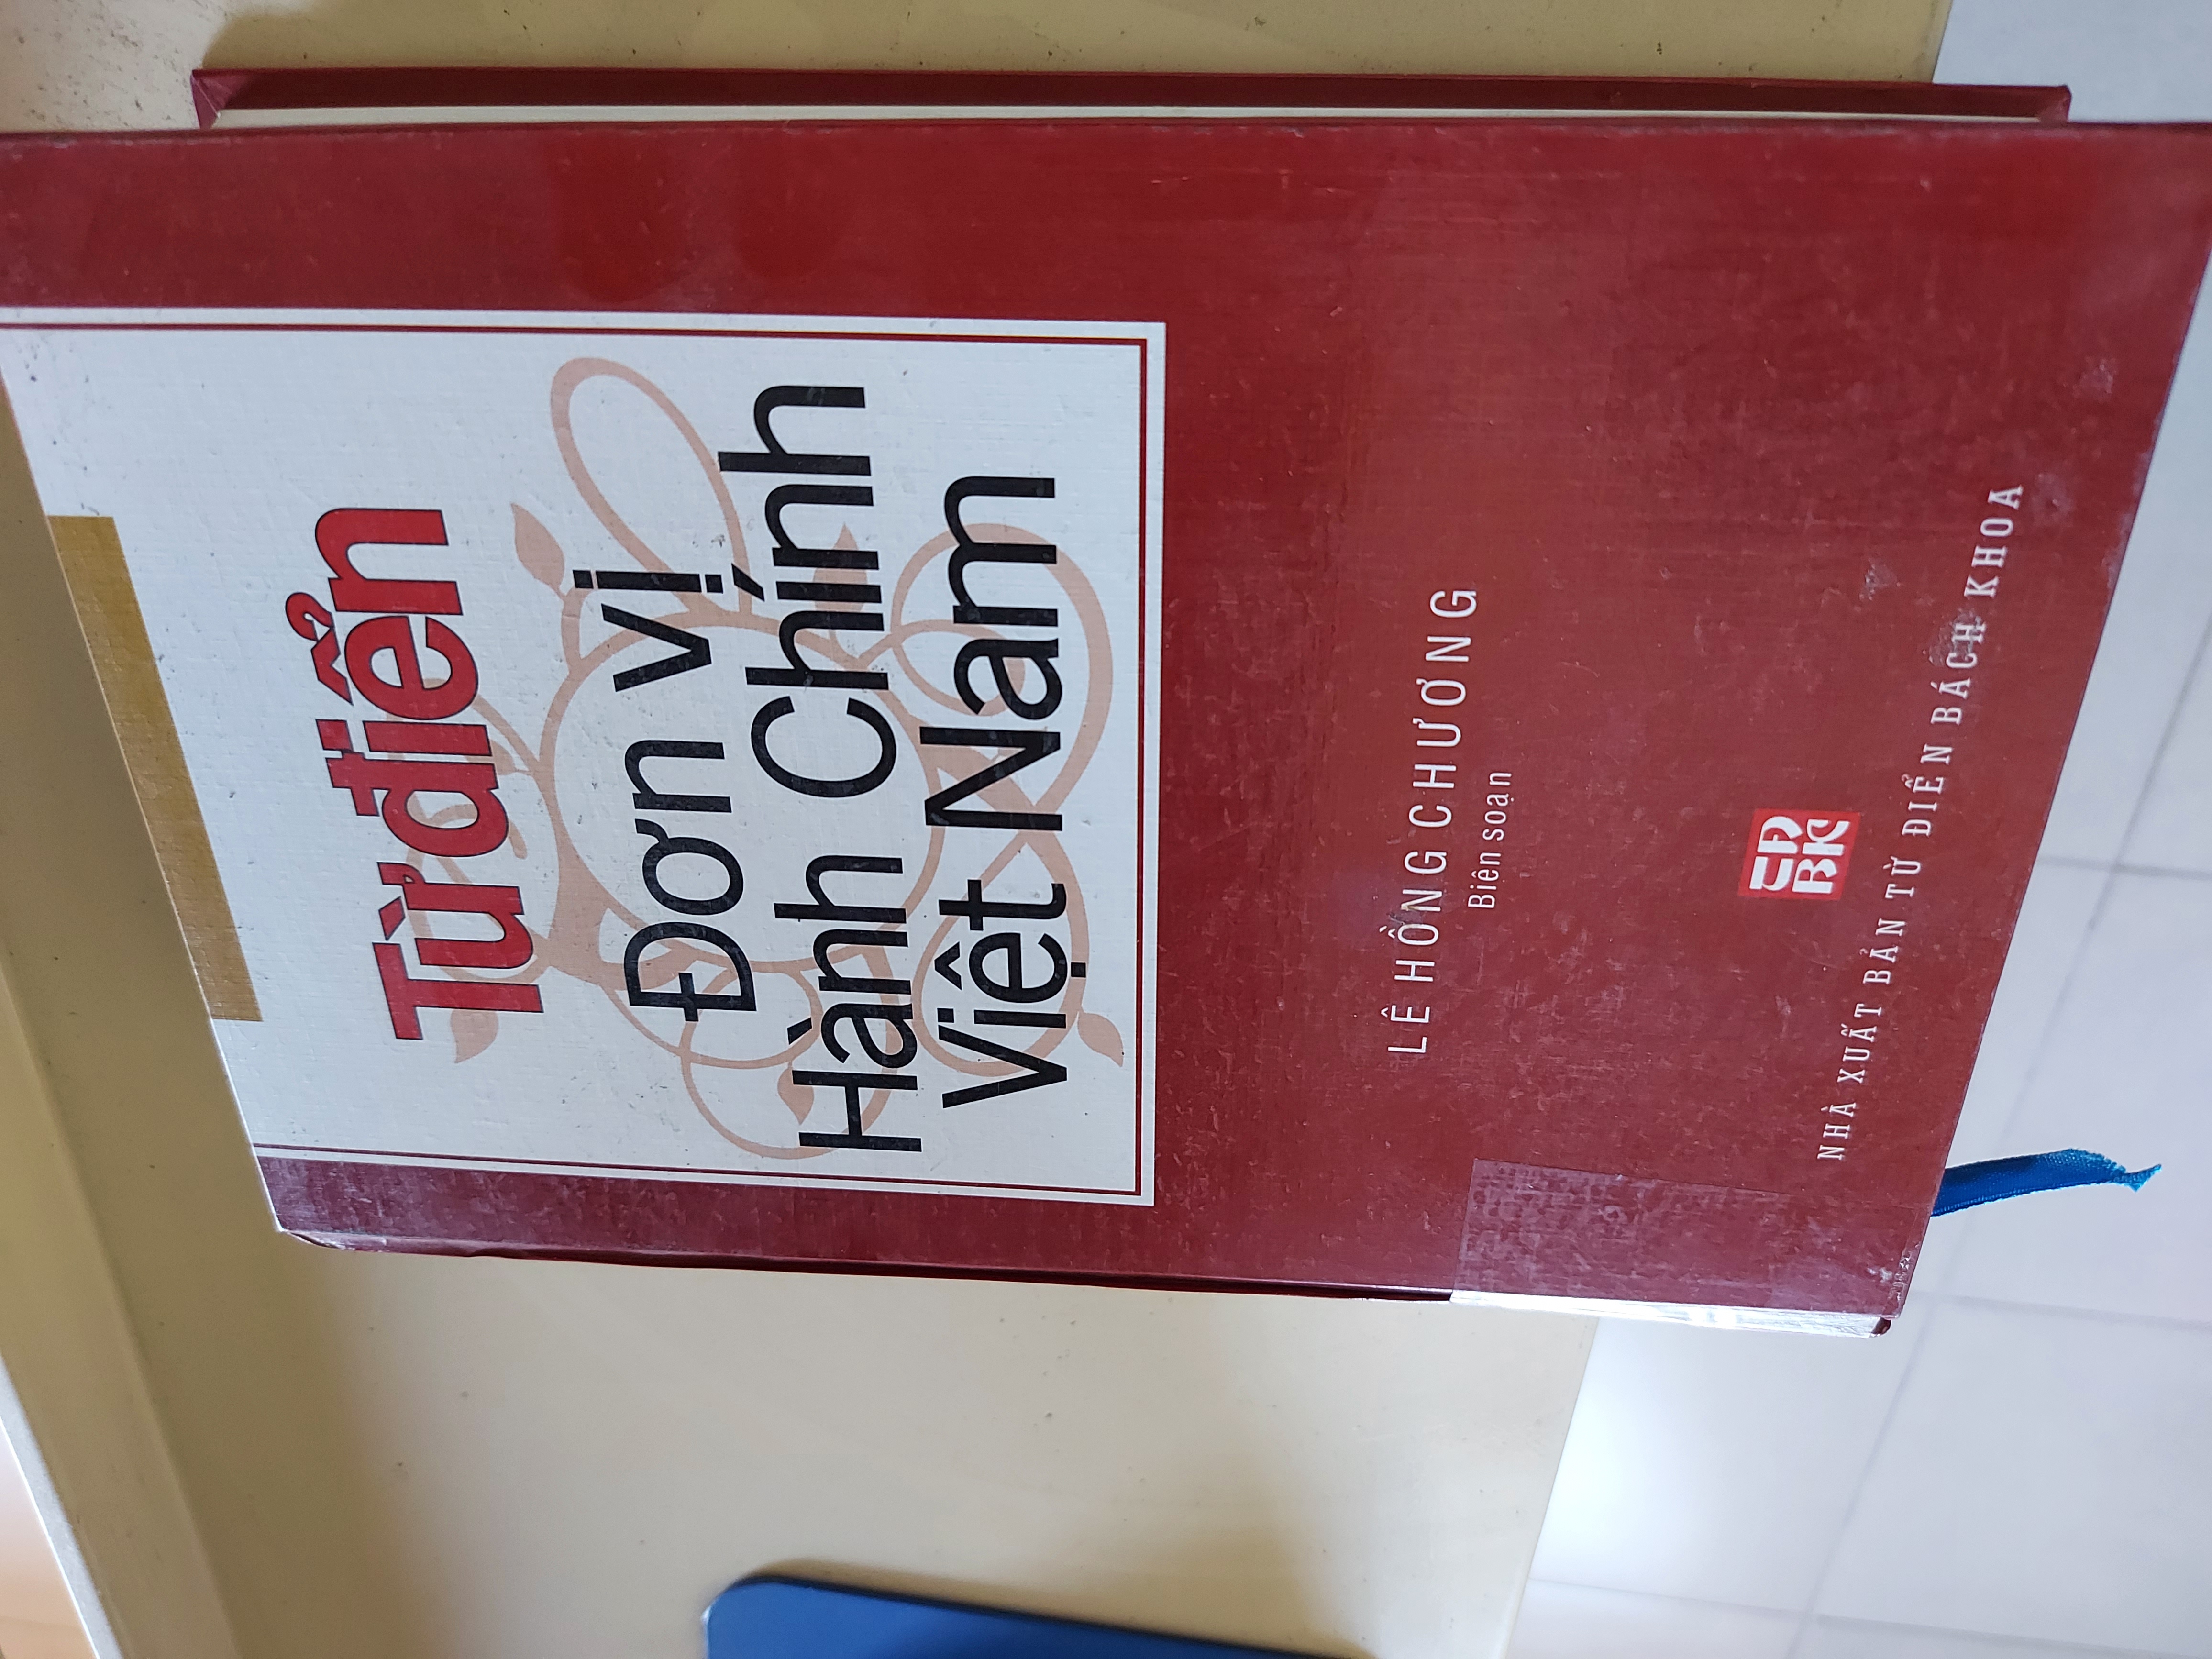 Từ điển
Đơn vị
Hành Chính
Việt Nam
LÊ HỒNG CHƯƠNG
Biên soạn
TĐ
BK
NHÀ XUẤT BẢN TỪ ĐIỂN BÁCH KHOA